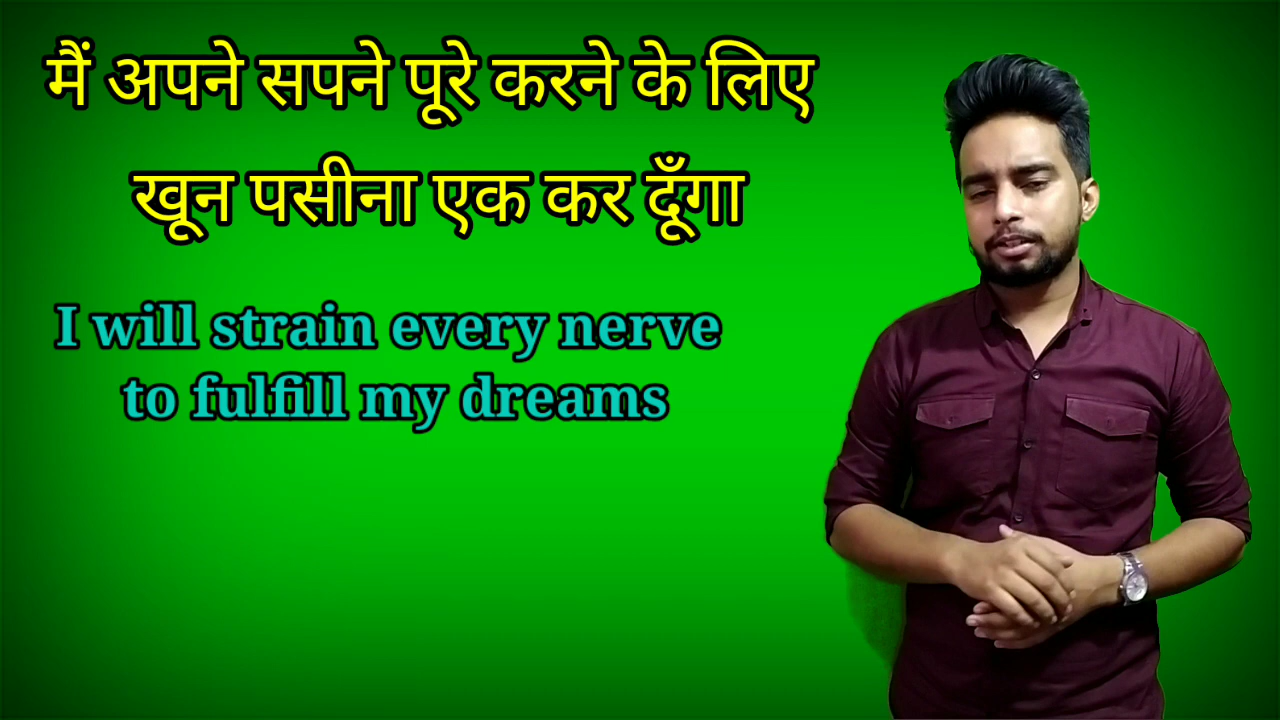 मैं अपने सपने पूरे करने के लिए
खून पसीना एक कर दूँगा
I will strain every nerve
to fulfill my dreams